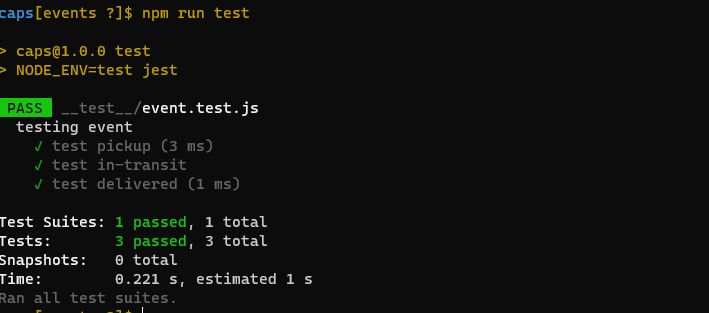 caps[events ?]$ npm run test
> caps@1.0.0 test
> NODE_ENV=test jest
PASS __test__/event.test.js
testing event
√ test pickup (3 ms)
√ test in-transit
√ test delivered (1 ms)
Test Suites: 1 passed, 1 total
Tests: 3 passed, 3 total
Snapshots: 0 total
Time: 0.221 s, estimated 1 s
Ran all test suites.